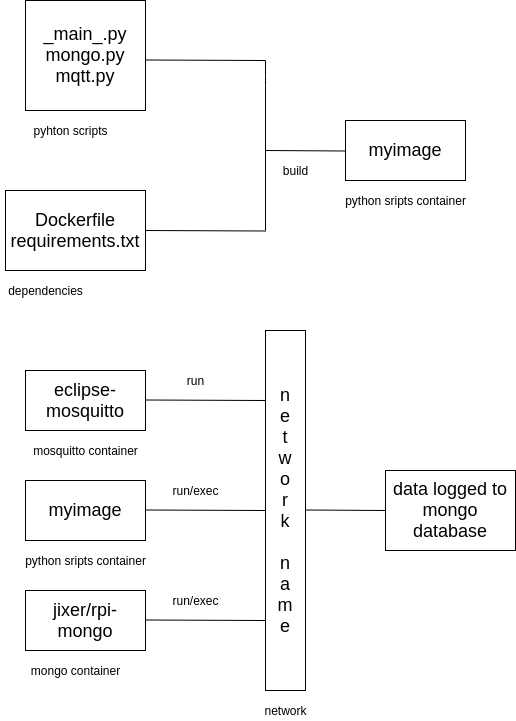 _main_.py
mongo.py
mqtt.py
pyhton scripts
myimage
build
python sripts container
Dockerfile
requirements.txt
dependencies
eclipse-
mosquitto
run
mosquitto container
myimage
run/exec
python sripts container
jixer/rpi-
mongo
run/exec
mongo container
n
e
t
w
o
r
k
n
a
m
e
network
data logged to
mongo
database